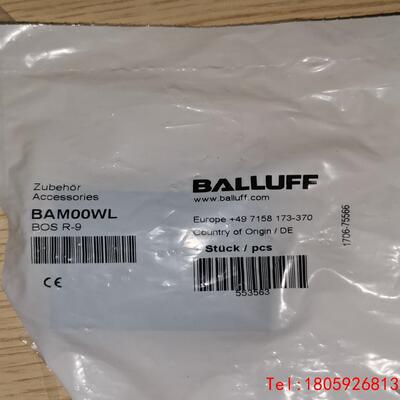 Zubehör
Accessories
BAM00WL
BOS R-9
CE
BALLUFF
www.balluff.com
Europe +49 7158 173-370
Country of Origin / DE
Stück / pcs
553563
1706-75566
Tel:1805926813